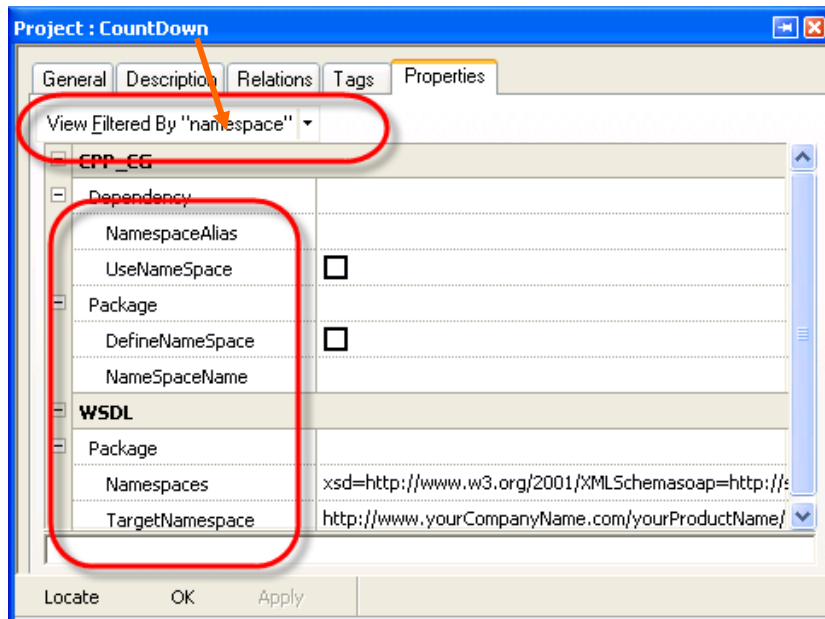 Project : CountDown
General Description Relations Tags Properties
View Filtered By "namespace"
CPP_CG
Dependency
NamespaceAlias
UseNameSpace
Package
DefineNameSpace
NameSpaceName
WSDL
Package
Namespaces xsd=http://www.w3.org/2001/XMLSchemasoap=http://s
TargetNamespace http://www.yourCompanyName.com/yourProductName/
Locate OK Apply